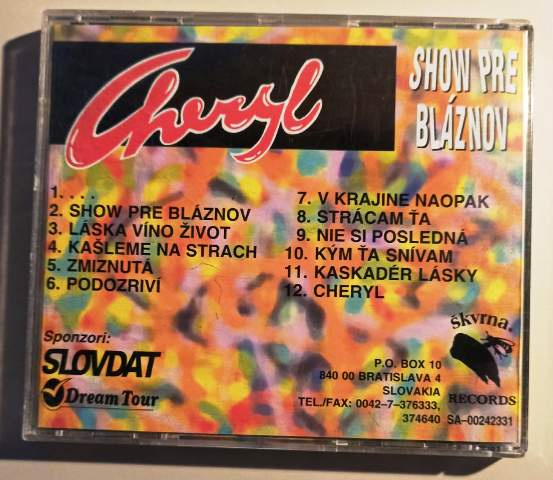 Cheryl
SHOW PRE
BLÁZNOV
1. . . .
2. SHOW PRE BLÁZNOV
3. LÁSKA VÍNO ŽIVOT
4. KAŠLEME NA STRACH
5. ZMIZNUTÁ
6. PODOZRIVÍ
7. V KRAJINE NAOPAK
8. STRÁCAM ŤA
9. NIE SI POSLEDNÁ
10. KÝM ŤA SNÍVAM
11. KASKADÉR LÁSKY
12. CHERYL
Sponzori:
SLOVDAT
Dream Tour
škvrna.
RECORDS
P.O. BOX 10
840 00 BRATISLAVA 4
SLOVAKIA
TEL./FAX: 0042–7–376333,
374640 SA–00242331